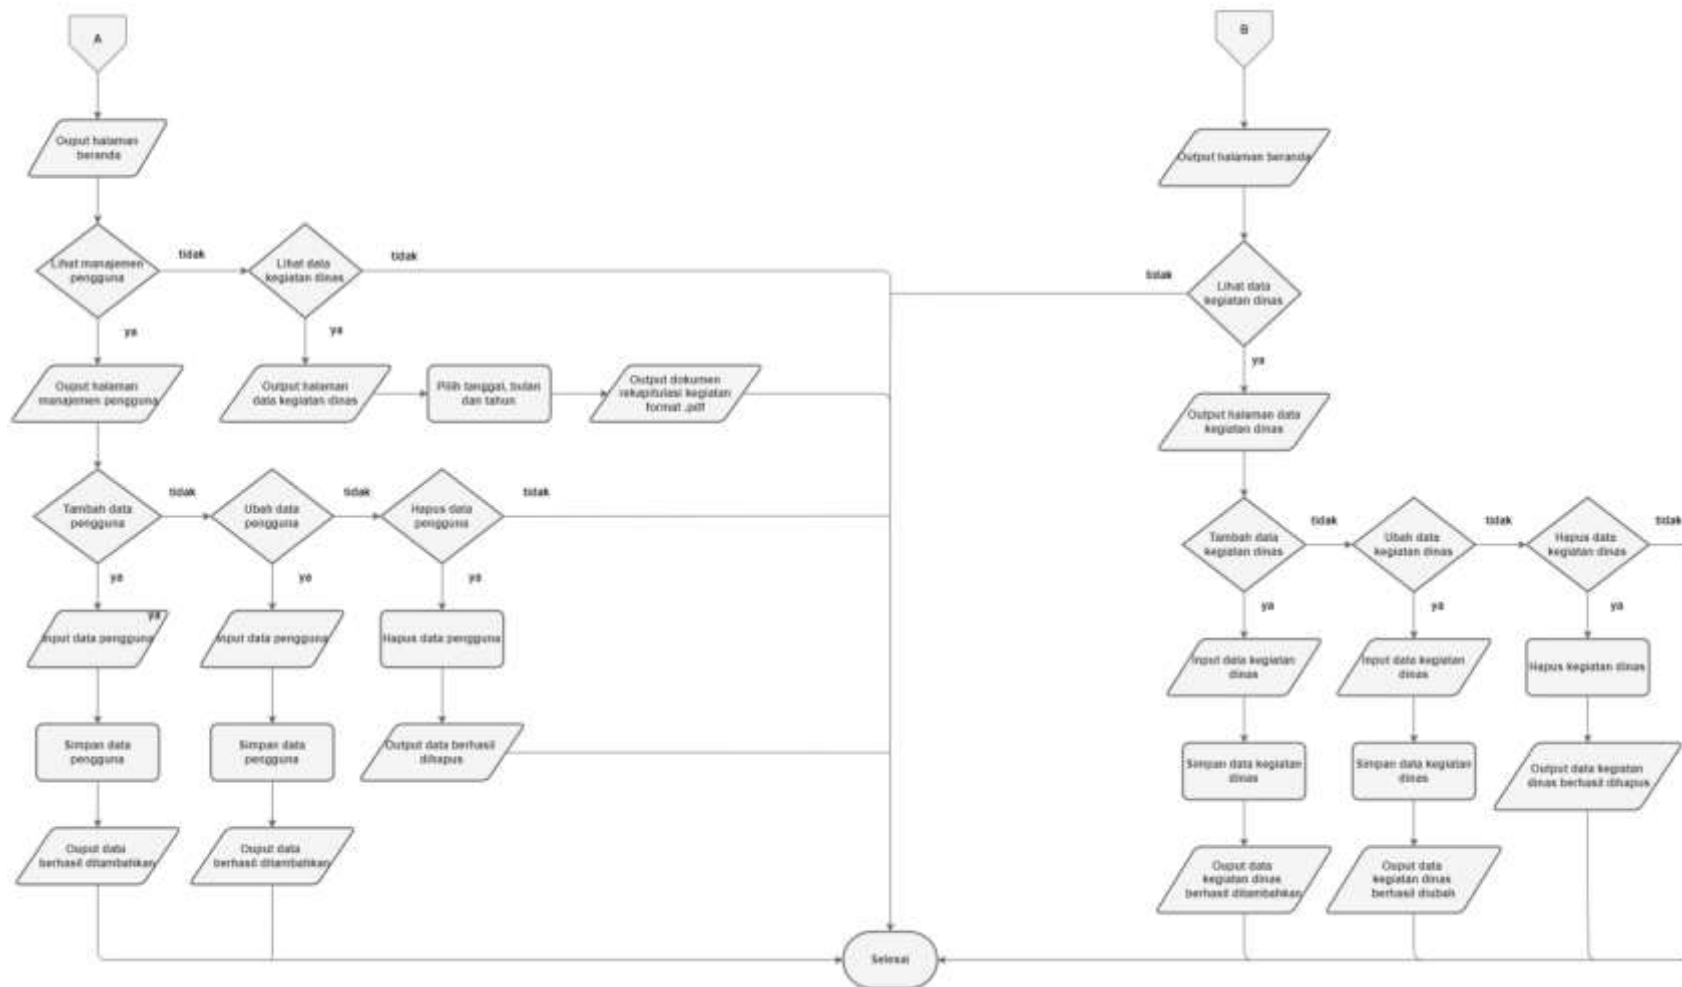 A
B
Ouput halaman
beranda
Output halaman beranda
Lihat manajemen
pengguna
tidak
Lihat data
kegiatan dinas
tidak
tidak
Lihat data
kegiatan dinas
ya
ya
ya
Ouput halaman
manajemen pengguna
Output halaman
data kegiatan dinas
Pilih tanggal, bulan
dan tahun
Output dokumen
rekapitulasi kegiatan
format .pdf
Output halaman data
kegiatan dinas
Tambah data
pengguna
tidak
Ubah data
pengguna
tidak
Hapus data
pengguna
tidak
Tambah data
kegiatan dinas
tidak
Ubah data
kegiatan dinas
tidak
Hapus data
kegiatan dinas
tidak
ya
ya
ya
ya
ya
ya
ya
Input data pengguna
Input data pengguna
Hapus data pengguna
Input data kegiatan
dinas
Input data kegiatan
dinas
Hapus kegiatan dinas
Simpan data
pengguna
Simpan data
pengguna
Output data berhasil
dihapus
Simpan data kegiatan
dinas
Simpan data kegiatan
dinas
Output data kegiatan
dinas berhasil dihapus
Ouput data
berhasil ditambahkan
Ouput data
berhasil ditambahkan
Ouput data
kegiatan dinas
berhasil ditambahkan
Ouput data
kegiatan dinas
berhasil diubah
Selesai